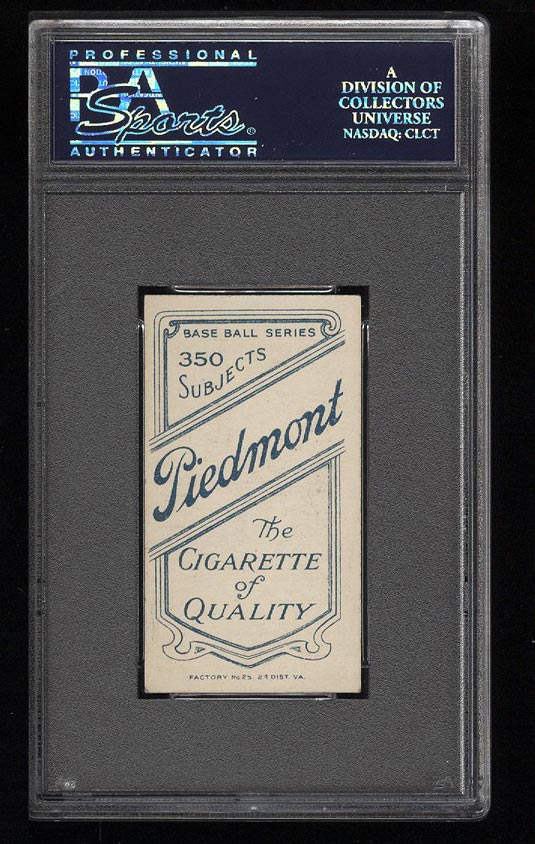 PROFESSIONAL
PSA
Sports®
AUTHENTICATOR
A
DIVISION OF
COLLECTORS
UNIVERSE
NASDAQ: CLCT
BASE BALL SERIES
350
SUBJECTS
Piedmont
The
CIGARETTE
of
QUALITY
FACTORY No 25. 2d DIST. VA.